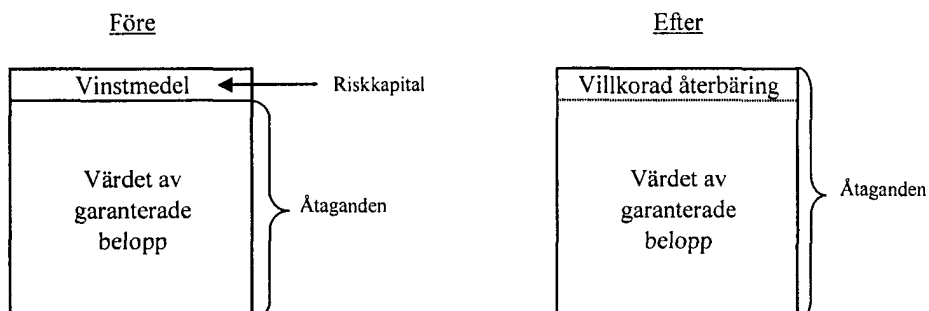 Före
Vinstmedel
Riskkapital
Värdet av
garanterade
belopp
Åtaganden
Efter
Villkorad återbäring
Värdet av
garanterade
belopp
Åtaganden